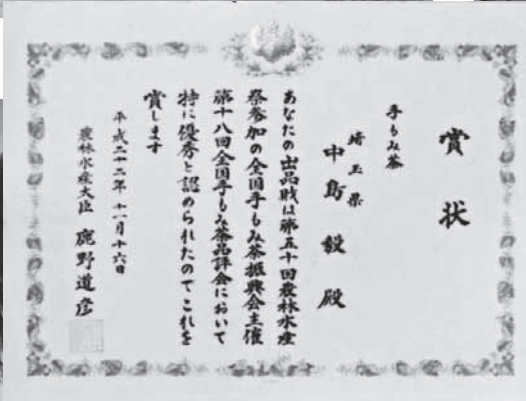 賞状
手もみ茶
埼玉県
中島毅殿
あなたの出品財は第五十回農林水産
祭参加の全国手もみ茶振興会主催
第十八回全国手もみ茶品評会において
特に優秀と認められたのでこれを
賞します
平成二十二年十一月十六日
農林水産大臣 鹿野道彦